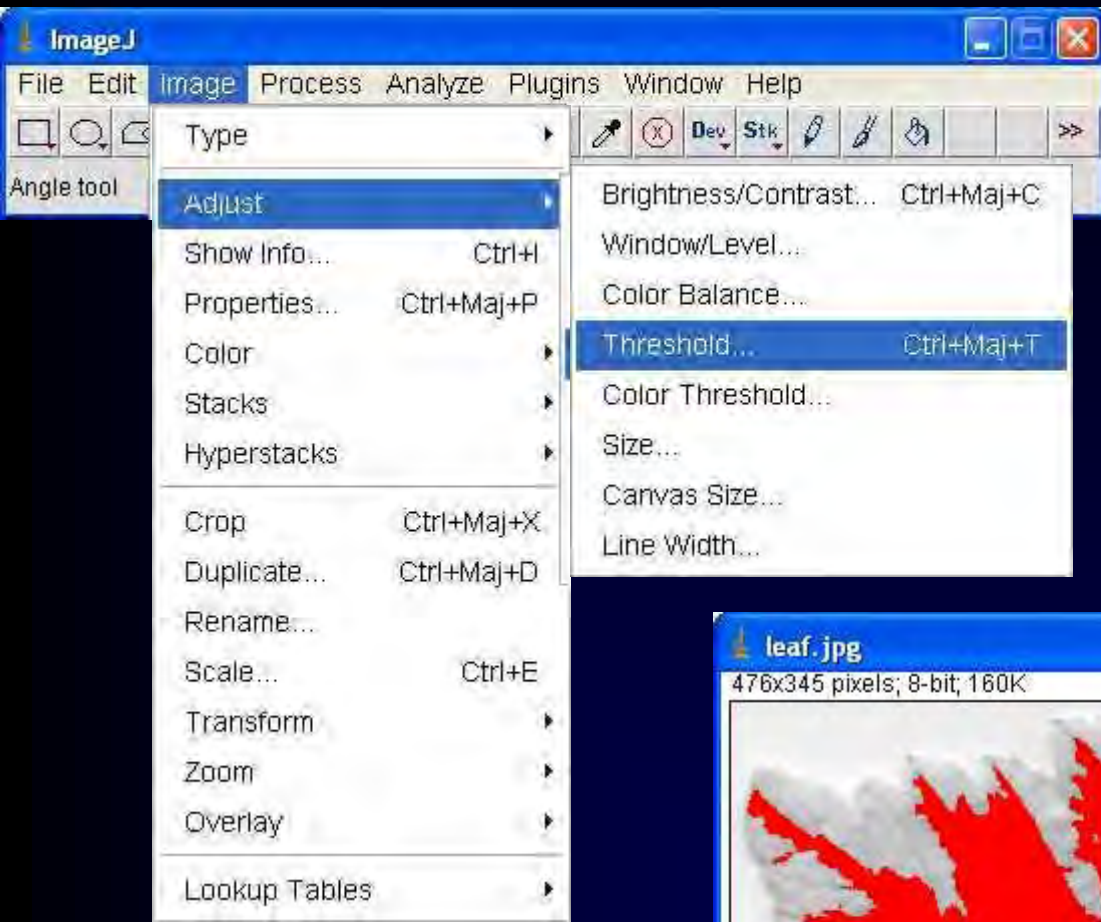 ImageJ
File Edit Image Process Analyze Plugins Window Help
Dev Stk >>
Angle tool
Type
Adjust
Show Info... Ctrl+I
Properties... Ctrl+Maj+P
Color
Stacks
Hyperstacks
Crop Ctrl+Maj+X
Duplicate... Ctrl+Maj+D
Rename...
Scale... Ctrl+E
Transform
Zoom
Overlay
Lookup Tables
Brightness/Contrast... Ctrl+Maj+C
Window/Level...
Color Balance...
Threshold... Ctrl+Maj+T
Color Threshold...
Size...
Canvas Size...
Line Width...
leaf.jpg
476x345 pixels; 8-bit; 160K